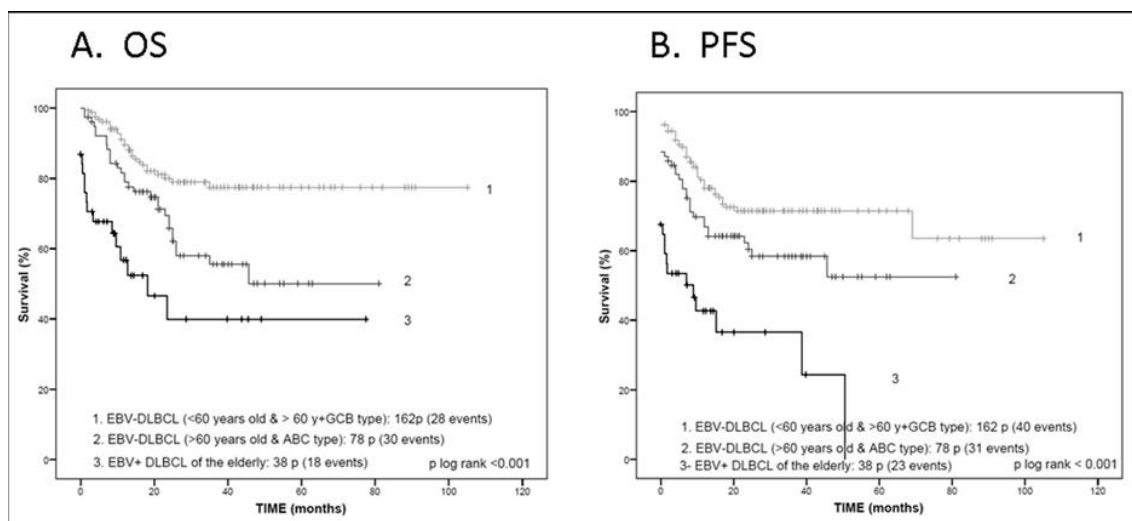 A. OS
Survival (%)
100
80
60
40
20
0
1
2
3
1. EBV-DLBCL (<60 years old & > 60 y+GCB type): 162p (28 events)
2. EBV-DLBCL (>60 years old & ABC type): 78 p (30 events)
3. EBV+ DLBCL of the elderly: 38 p (18 events) p log rank <0.001
0 20 40 60 80 100 120
TIME (months)
B. PFS
Survival (%)
100
80
60
40
20
0
1
2
3
1. EBV-DLBCL (<60 years old & >60 y+GCB type): 162 p (40 events)
2. EBV-DLBCL (>60 years old & ABC type): 78 p (31 events)
3- EBV+ DLBCL of the elderly: 38 p (23 events) p log rank < 0.001
0 20 40 60 80 100 120
TIME (months)